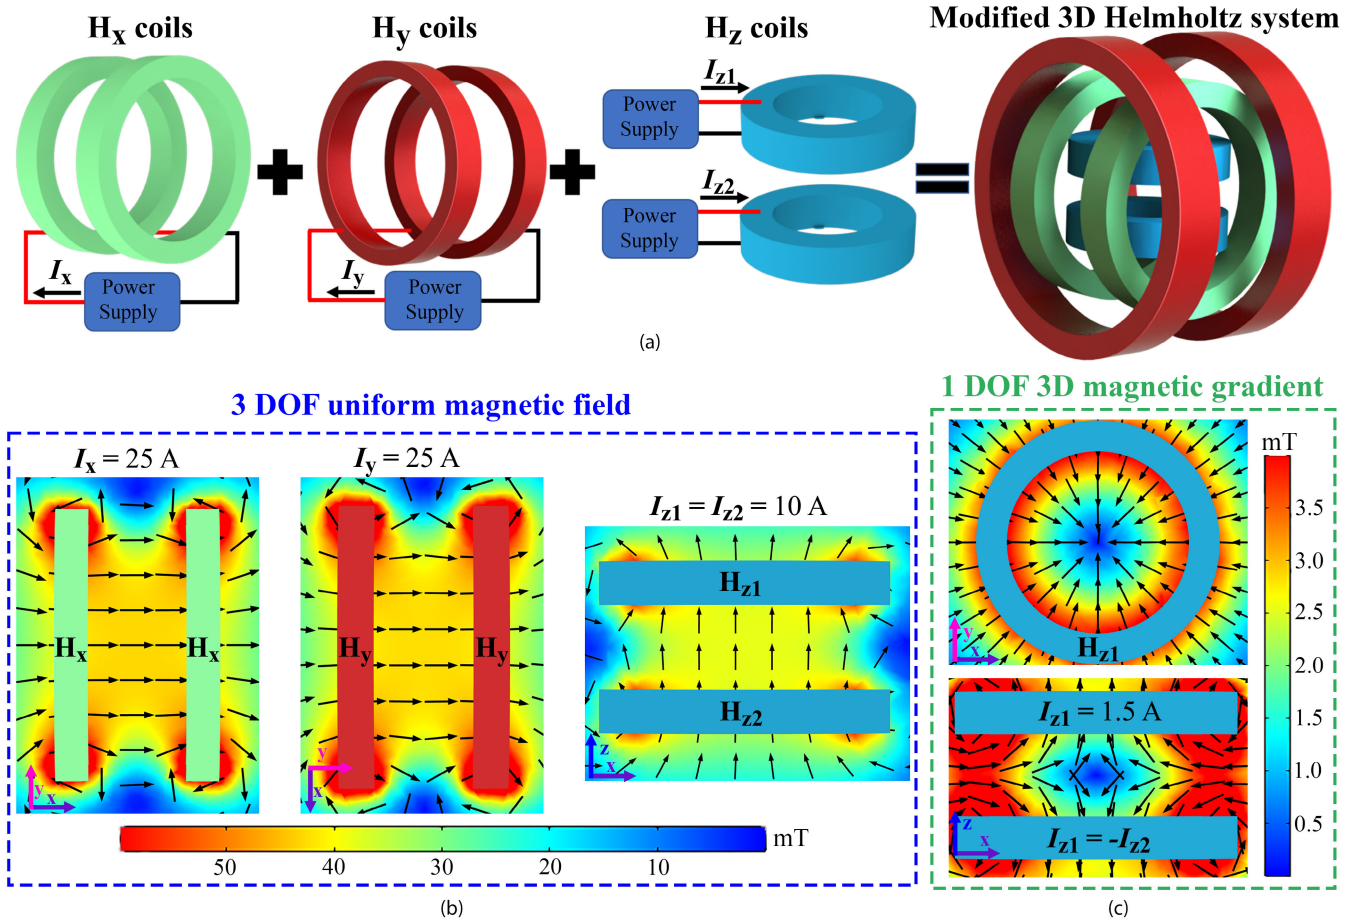 Hx coils
Hy coils
Hz coils
Modified 3D Helmholtz system
Ix
Power
Supply
Iy
Power
Supply
Iz1
Power
Supply
Iz2
Power
Supply
(a)
3 DOF uniform magnetic field
1 DOF 3D magnetic gradient
Ix = 25 A
Hx
Hx
y
x
Iy = 25 A
Hy
Hy
y
x
Iz1 = Iz2 = 10 A
Hz1
Hz2
z
x
50
40
30
20
10
mT
(b)
Hz1
y
x
Iz1 = 1.5 A
Iz1 = -Iz2
z
x
mT
3.5
3.0
2.5
2.0
1.5
1.0
0.5
(c)